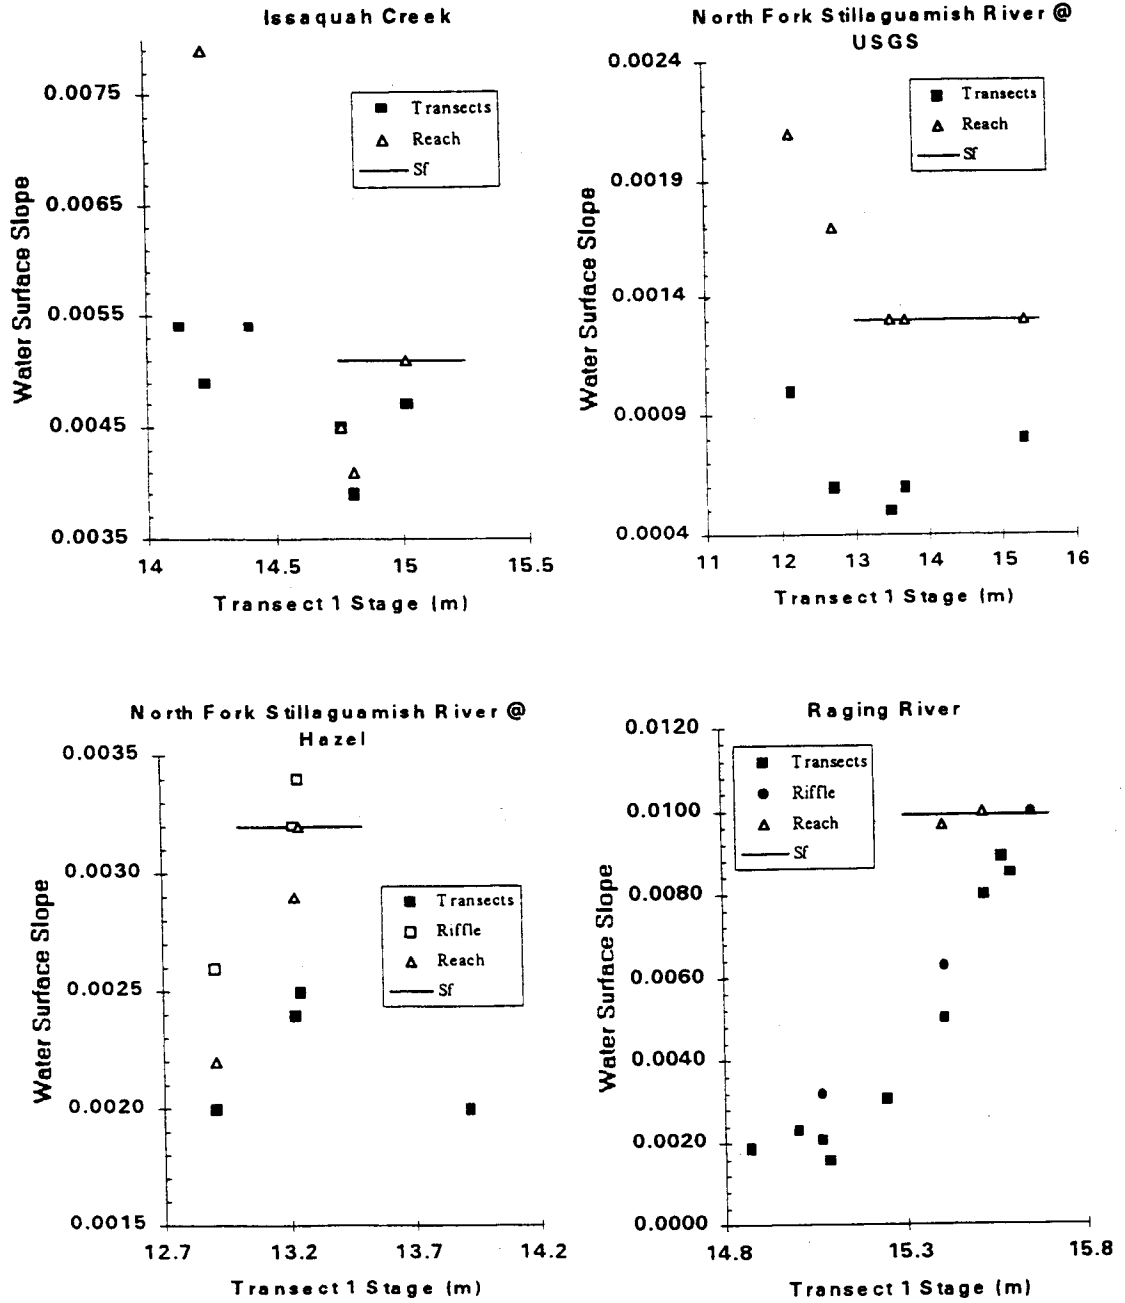 Issaquah Creek
0.0075
0.0065
0.0055
0.0045
0.0035
Water Surface Slope
Transects
Reach
Sf
14
14.5
15
15.5
Transect 1 Stage (m)
North Fork Stillaguamish River @
USGS
0.0024
0.0019
0.0014
0.0009
0.0004
Water Surface Slope
Transects
Reach
Sf
11
12
13
14
15
16
Transect 1 Stage (m)
North Fork Stillaguamish River @
Hazel
0.0035
0.0030
0.0025
0.0020
0.0015
Water Surface Slope
Transects
Riffle
Reach
Sf
12.7
13.2
13.7
14.2
Transect 1 Stage (m)
Raging River
0.0120
0.0100
0.0080
0.0060
0.0040
0.0020
0.0000
Water Surface Slope
Transects
Riffle
Reach
Sf
14.8
15.3
15.8
Transect 1 Stage (m)